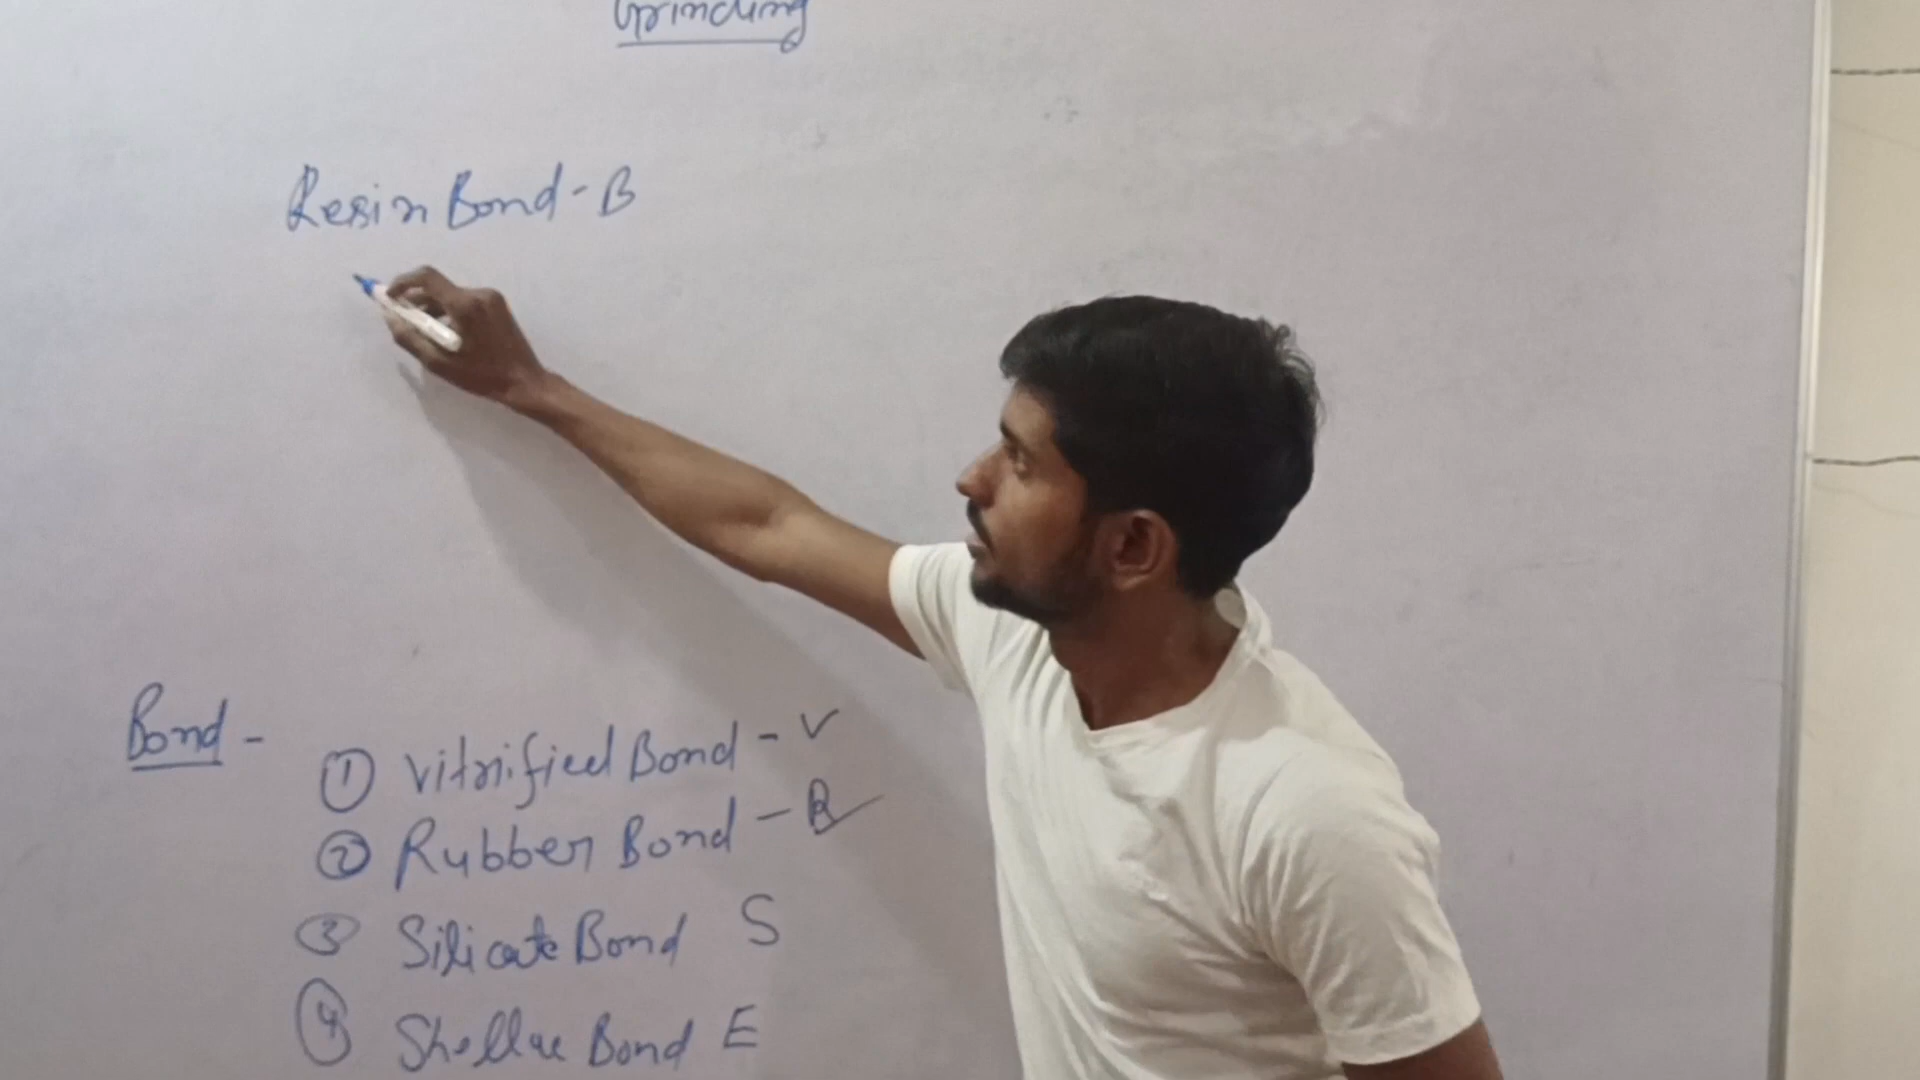 Grinding
Resin Bond - B
Bond -
① Vitrified Bond - V
② Rubber Bond - R
③ Silicate Bond S
④ Shellac Bond E